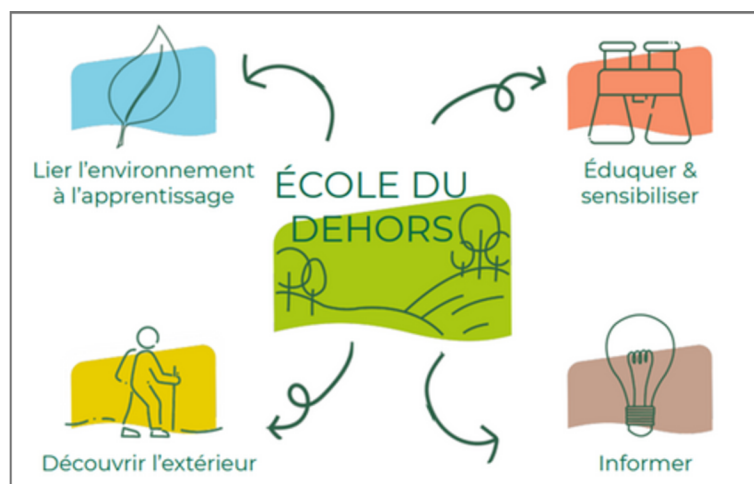 Lier l'environnement
à l'apprentissage
Éduquer &
sensibiliser
ÉCOLE DU
DEHORS
Découvrir l'extérieur
Informer